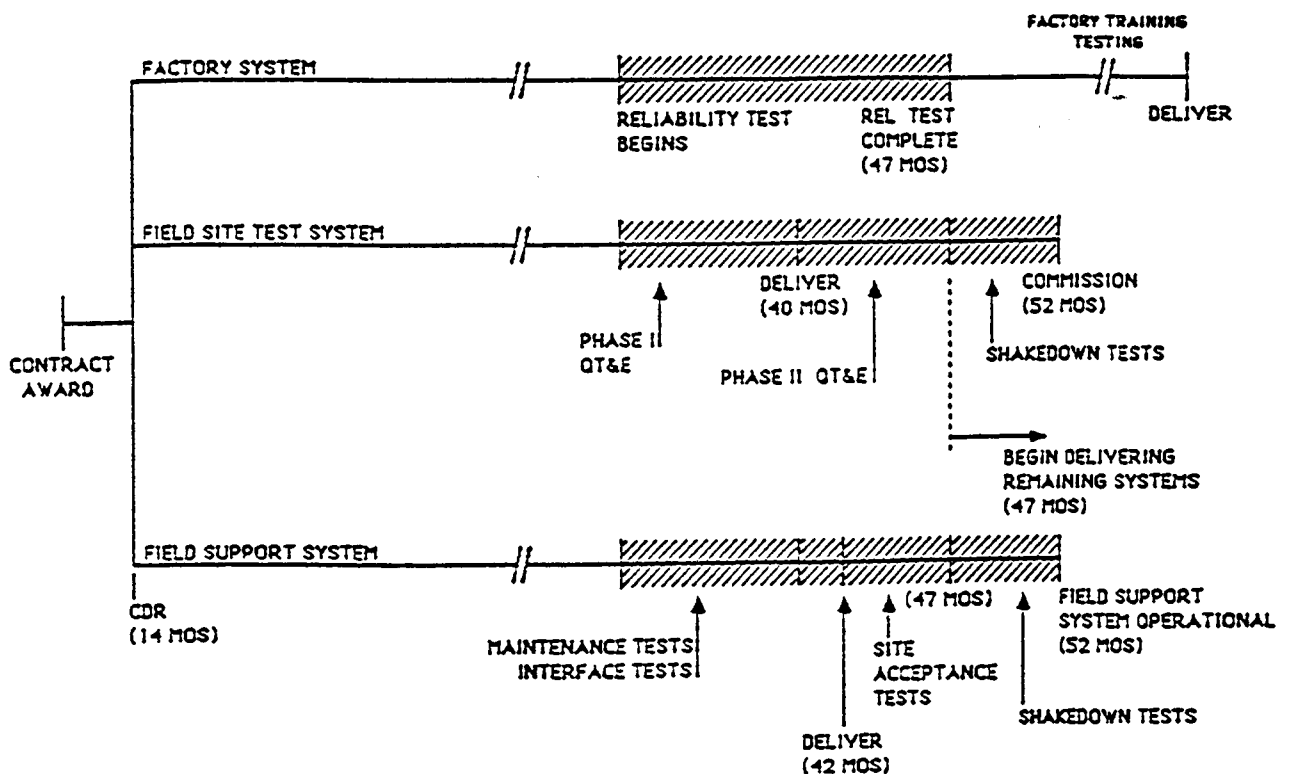 FACTORY TRAINING
TESTING
FACTORY SYSTEM
RELIABILITY TEST
BEGINS
REL TEST
COMPLETE
(47 MOS)
DELIVER
FIELD SITE TEST SYSTEM
DELIVER
(40 MOS)
COMMISSION
(52 MOS)
PHASE II
QT&E
PHASE II QT&E
SHAKEDOWN TESTS
CONTRACT
AWARD
BEGIN DELIVERING
REMAINING SYSTEMS
(47 MOS)
FIELD SUPPORT SYSTEM
CDR
(14 MOS)
MAINTENANCE TESTS
INTERFACE TESTS
(47 MOS)
SITE
ACCEPTANCE
TESTS
FIELD SUPPORT
SYSTEM OPERATIONAL
(52 MOS)
SHAKEDOWN TESTS
DELIVER
(42 MOS)